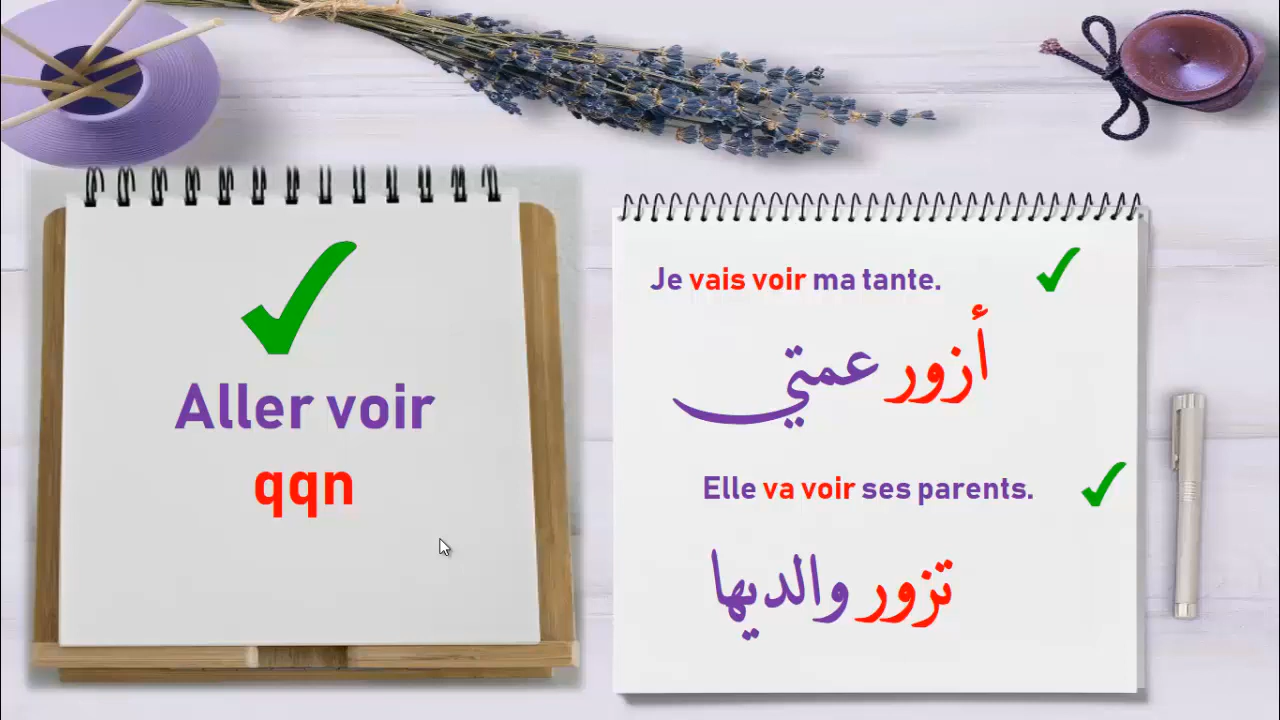 Aller voir
qqn
Je vais voir ma tante.
أزور عمتي
Elle va voir ses parents.
تزور والديها